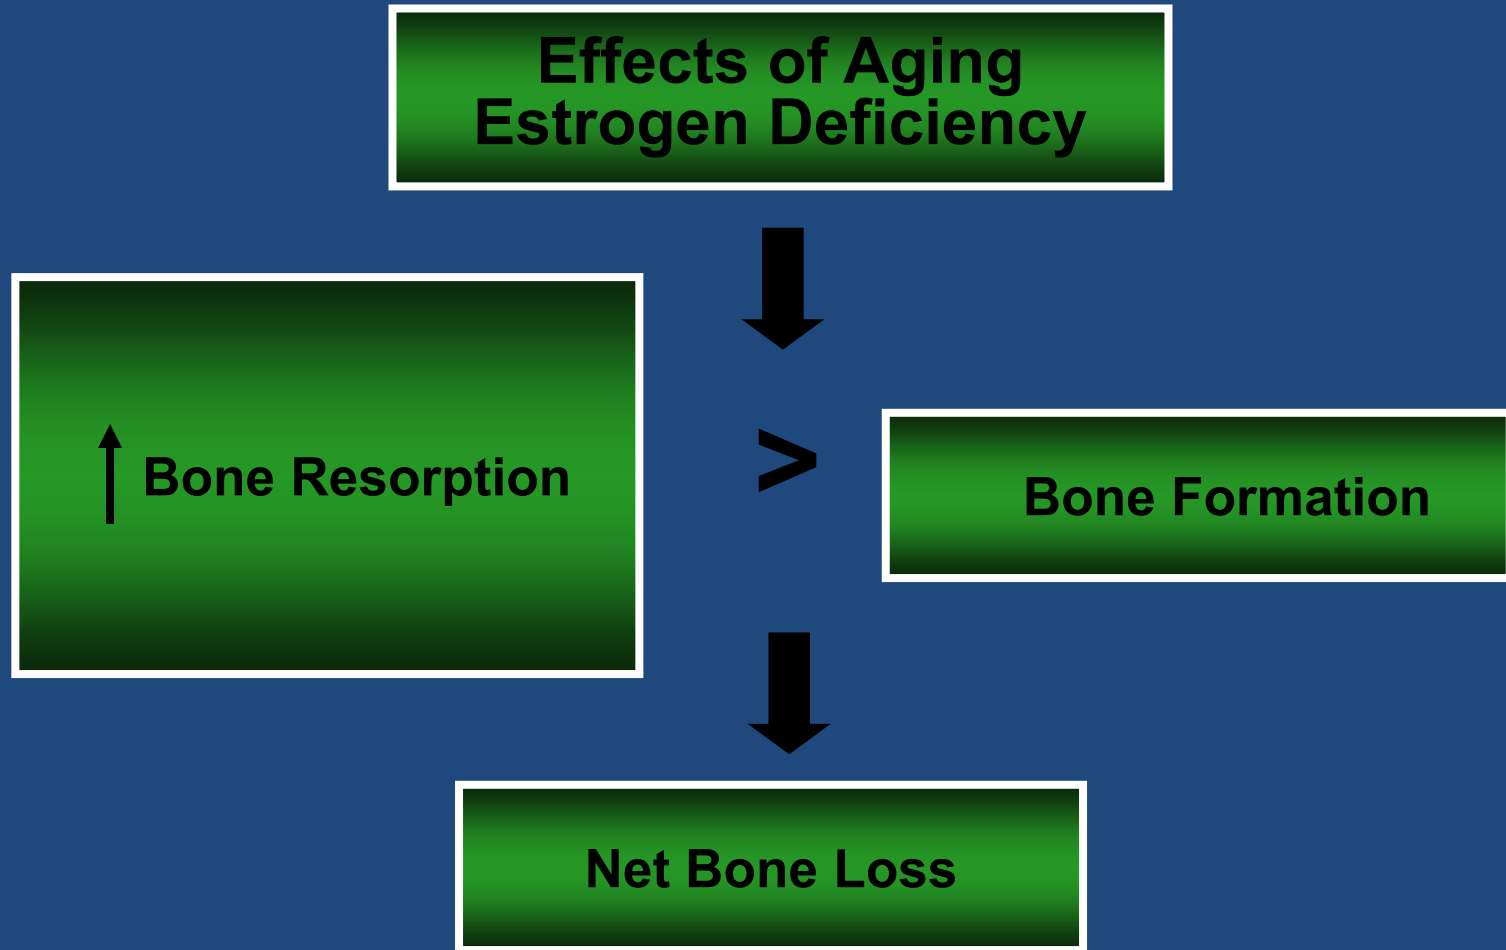 Effects of Aging
Estrogen Deficiency
Bone Resorption
>
Bone Formation
Net Bone Loss